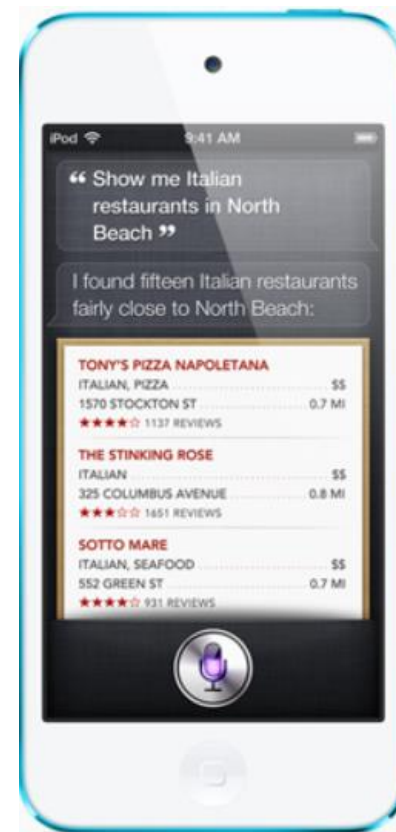 iPod 9:41 AM
“ Show me Italian
restaurants in North
Beach ”
I found fifteen Italian restaurants
fairly close to North Beach:
TONY'S PIZZA NAPOLETANA
ITALIAN, PIZZA $$
1570 STOCKTON ST 0.7 MI
★★★★☆ 1137 REVIEWS
THE STINKING ROSE
ITALIAN $$
325 COLUMBUS AVENUE 0.8 MI
★★★☆☆ 1651 REVIEWS
SOTTO MARE
ITALIAN, SEAFOOD $$
552 GREEN ST 0.7 MI
★★★★☆ 931 REVIEWS